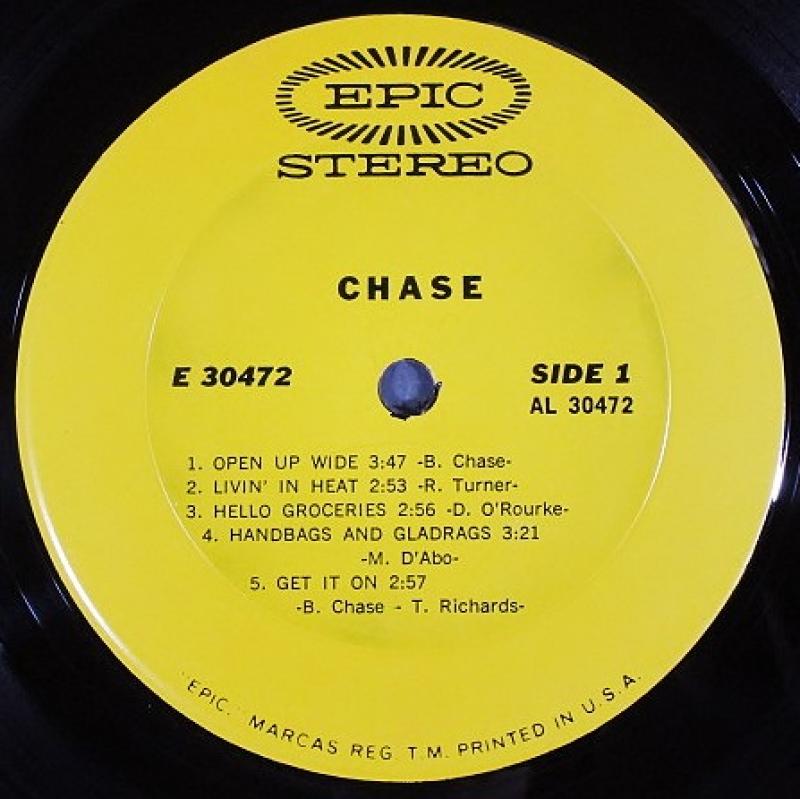 EPIC
STEREO
CHASE
E 30472
SIDE 1
AL 30472
1. OPEN UP WIDE 3:47 -B. Chase-
2. LIVIN' IN HEAT 2:53 -R. Turner-
3. HELLO GROCERIES 2:56 -D. O'Rourke-
4. HANDBAGS AND GLADRAGS 3:21
-M. D'Abo-
5. GET IT ON 2:57
-B. Chase - T. Richards-
"EPIC." MARCAS REG. T.M. PRINTED IN U.S.A.